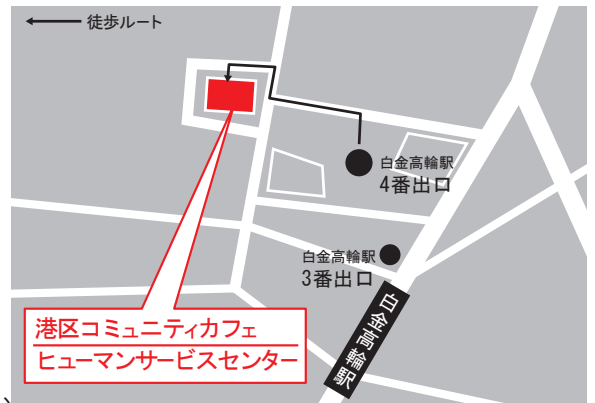 徒歩ルート
白金高輪駅
4番出口
白金高輪駅
3番出口
白金高輪駅
港区コミュニティカフェ
ヒューマンサービスセンター